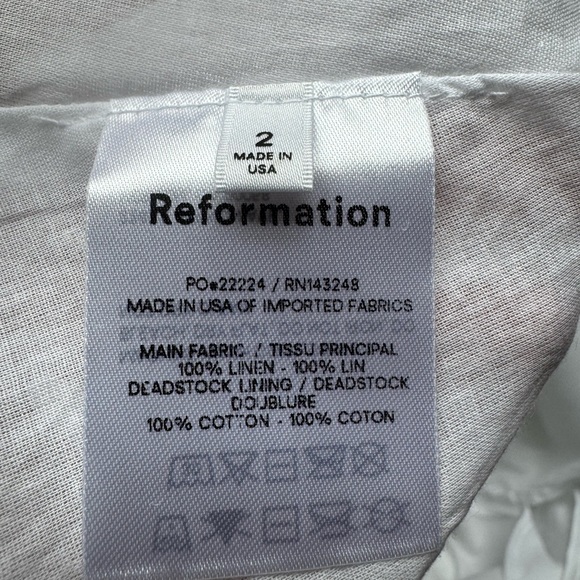 2
MADE IN
USA
Reformation
PO#22224 / RN143248
MADE IN USA OF IMPORTED FABRICS
MAIN FABRIC / TISSU PRINCIPAL
100% LINEN - 100% LIN
DEADSTOCK LINING / DEADSTOCK
DOUBLURE
100% COTTON - 100% COTON